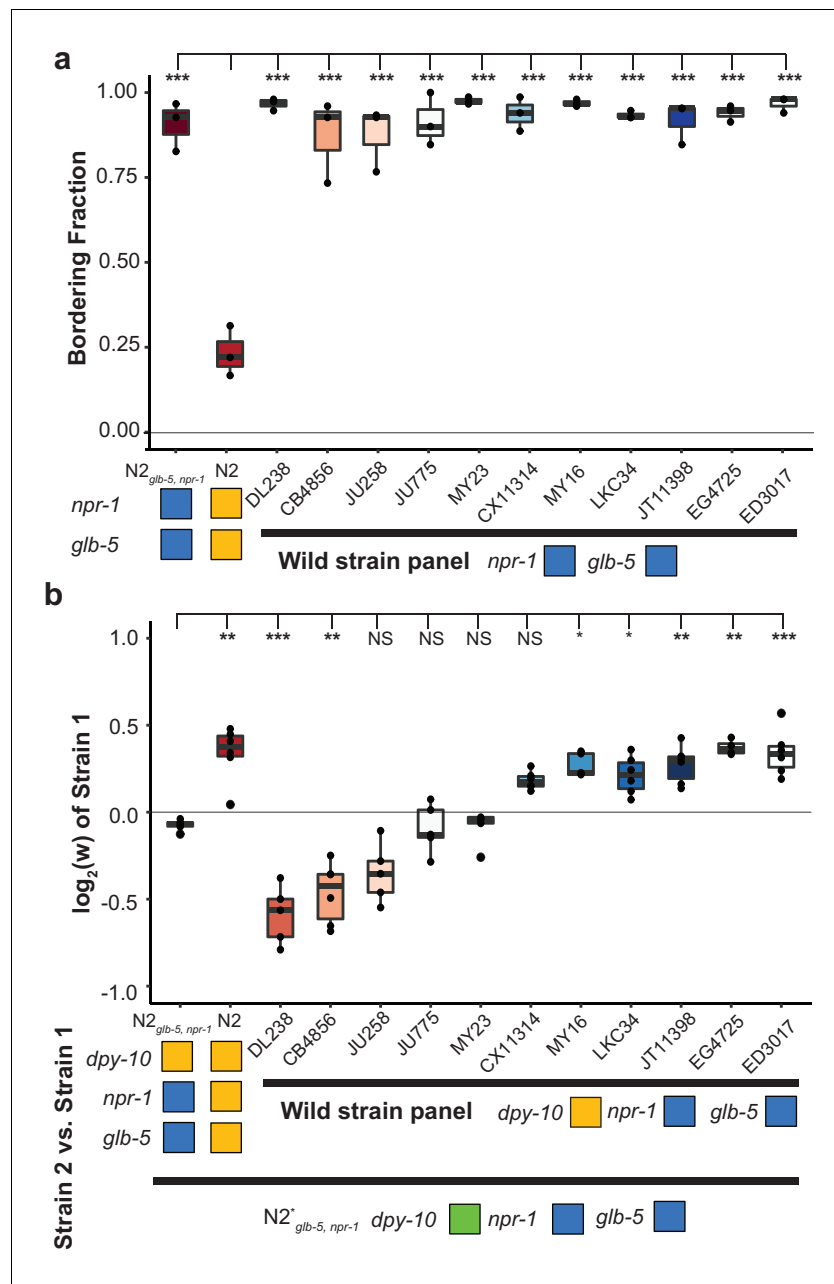 a
*** *** *** *** *** *** *** *** *** *** *** ***
1.00
0.75
0.50
0.25
0.00
Bordering Fraction
N2glb-5, npr-1 N2 DL238 CB4856 JU258 JU775 MY23 CX11314 MY16 LKC34 JT11398 EG4725 ED3017
npr-1
glb-5
Wild strain panel npr-1 glb-5
b
** *** ** NS NS NS NS * * ** ** ***
1.0
0.5
0.0
-0.5
-1.0
log2(w) of Strain 1
N2glb-5, npr-1 N2 DL238 CB4856 JU258 JU775 MY23 CX11314 MY16 LKC34 JT11398 EG4725 ED3017
Strain 2 vs. Strain 1
dpy-10
npr-1
glb-5
Wild strain panel dpy-10 npr-1 glb-5
N2*glb-5, npr-1 dpy-10 npr-1 glb-5